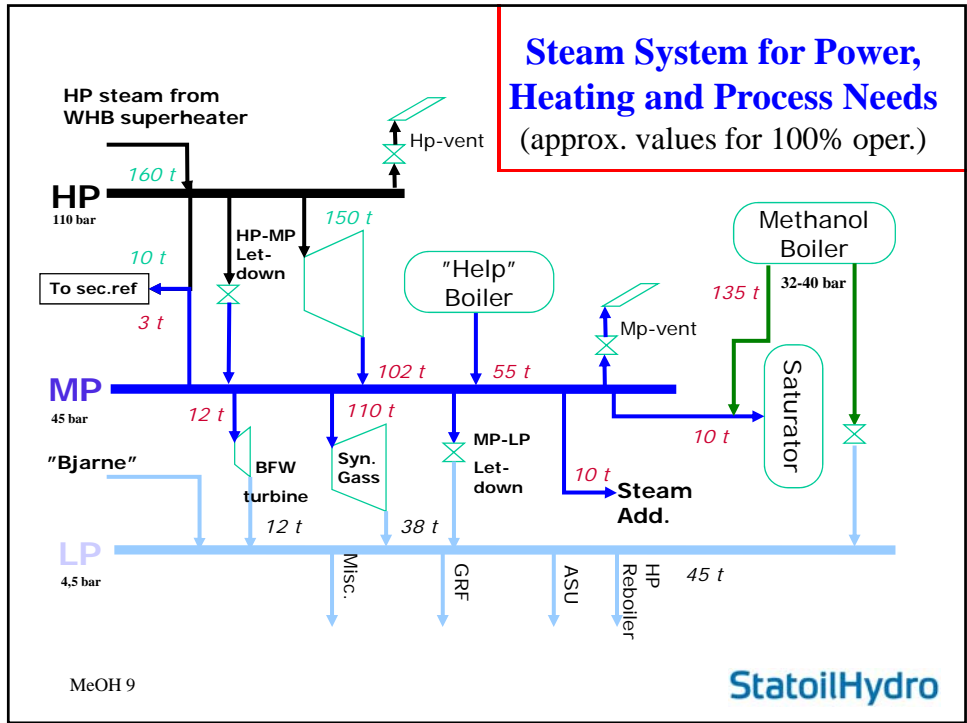 Steam System for Power,
Heating and Process Needs
(approx. values for 100% oper.)
HP steam from
WHB superheater
Hp-vent
160 t
HP
110 bar
150 t
HP-MP
Let-
down
10 t
To sec.ref
3 t
"Help"
Boiler
Methanol
Boiler
32-40 bar
135 t
Mp-vent
Saturator
MP
45 bar
102 t
55 t
12 t
110 t
10 t
"Bjarne"
BFW
turbine
Syn.
Gass
MP-LP
Let-
down
10 t
Steam
Add.
12 t
38 t
LP
4,5 bar
Misc.
GRF
ASU
HP
Reboiler
45 t
MeOH 9
StatoilHydro